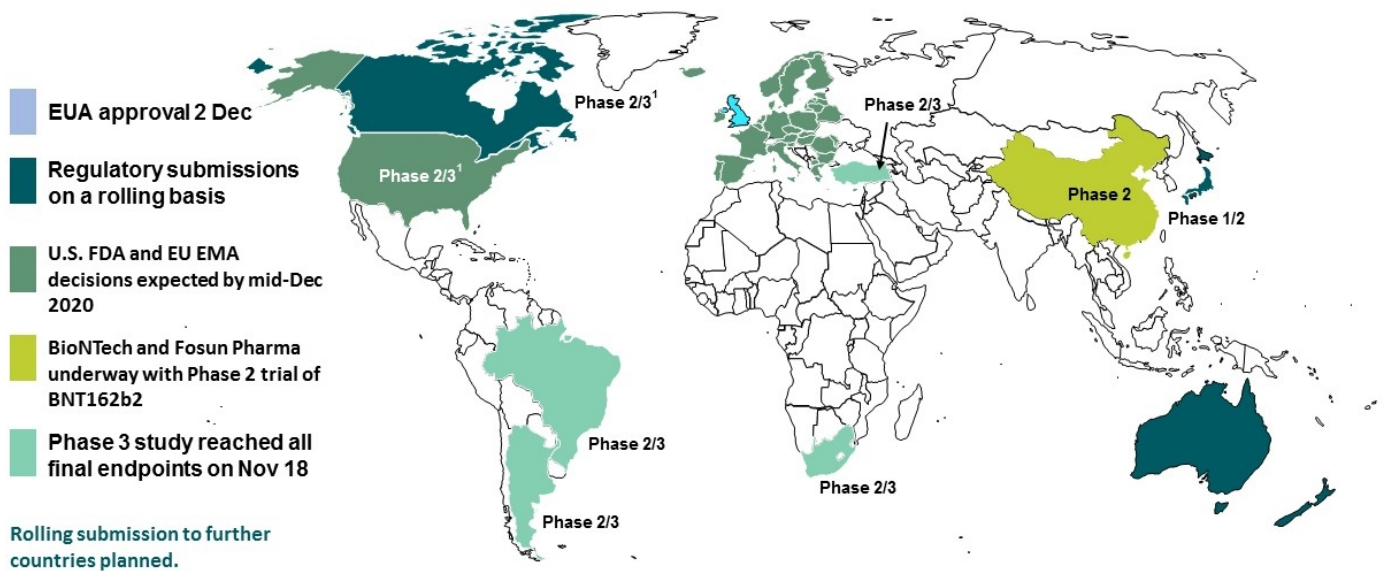 EUA approval 2 Dec
Regulatory submissions
on a rolling basis
U.S. FDA and EU EMA
decisions expected by mid-Dec
2020
BioNTech and Fosun Pharma
underway with Phase 2 trial of
BNT162b2
Phase 3 study reached all
final endpoints on Nov 18
Rolling submission to further
countries planned.
Phase 2/3¹
Phase 2/3¹
Phase 2/3
Phase 2
Phase 1/2
Phase 2/3
Phase 2/3
Phase 2/3